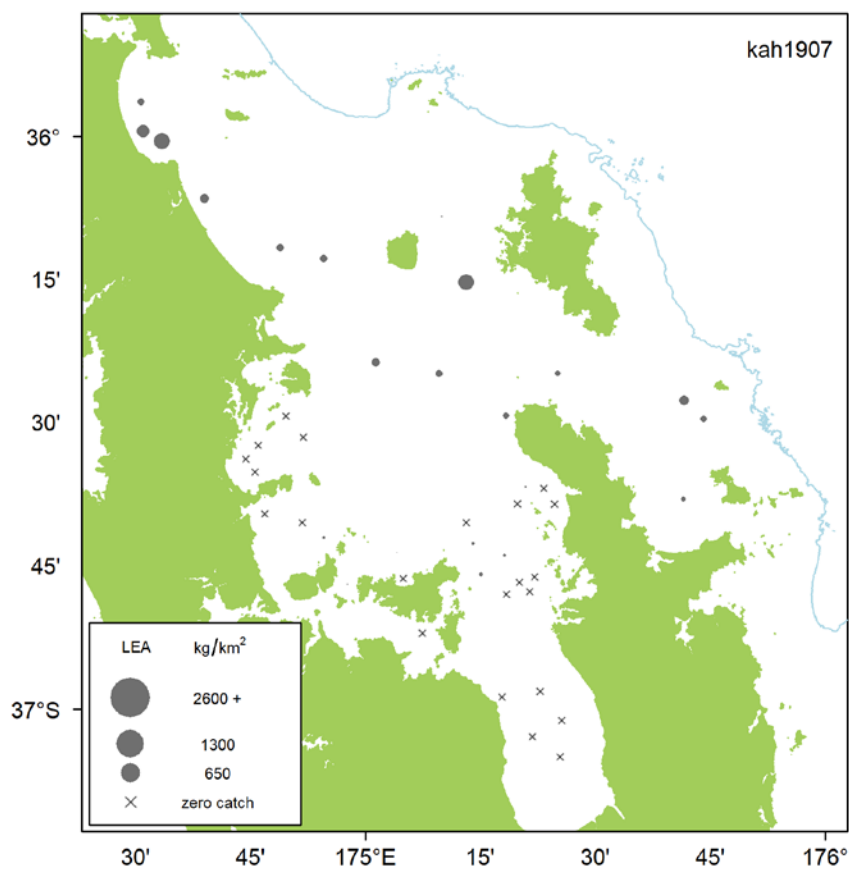 kah1907
36°
15'
30'
45'
37°S
LEA kg/km²
2600 +
1300
650
zero catch
30' 45' 175°E 15' 30' 45' 176°